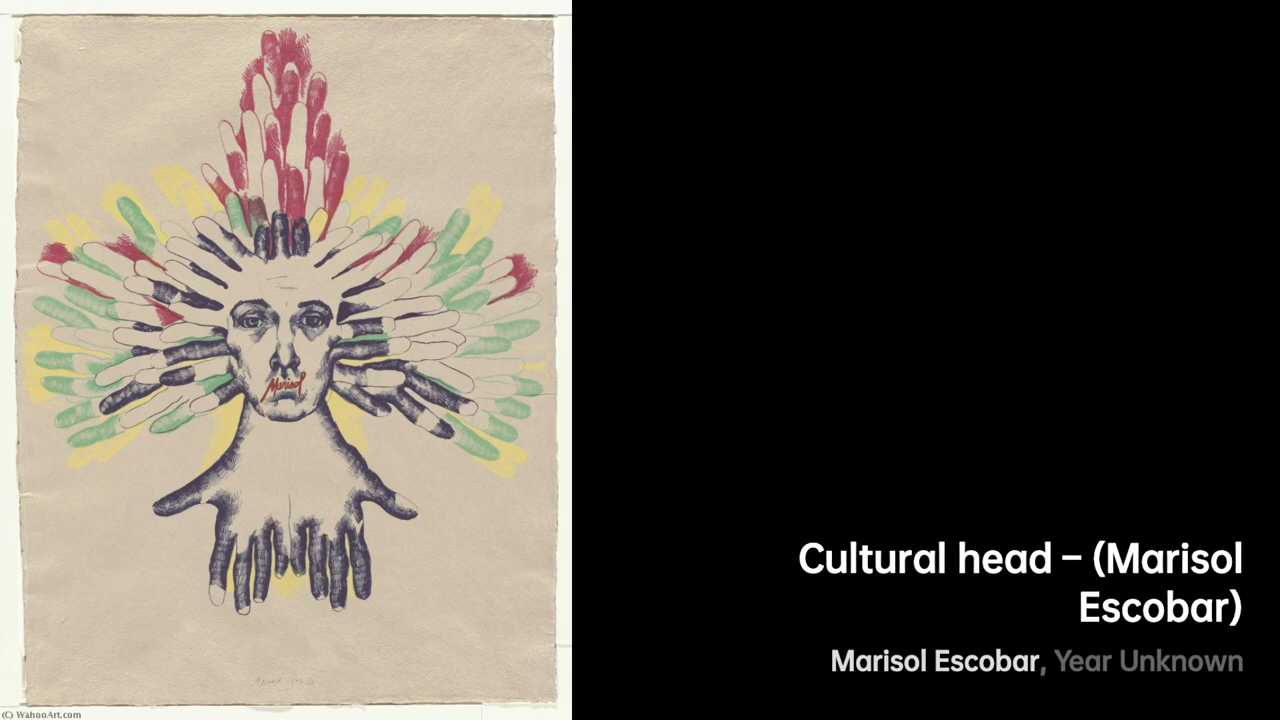 Marisol
Cultural head – (Marisol
Escobar)
Marisol Escobar, Year Unknown
(C) WahooArt.com